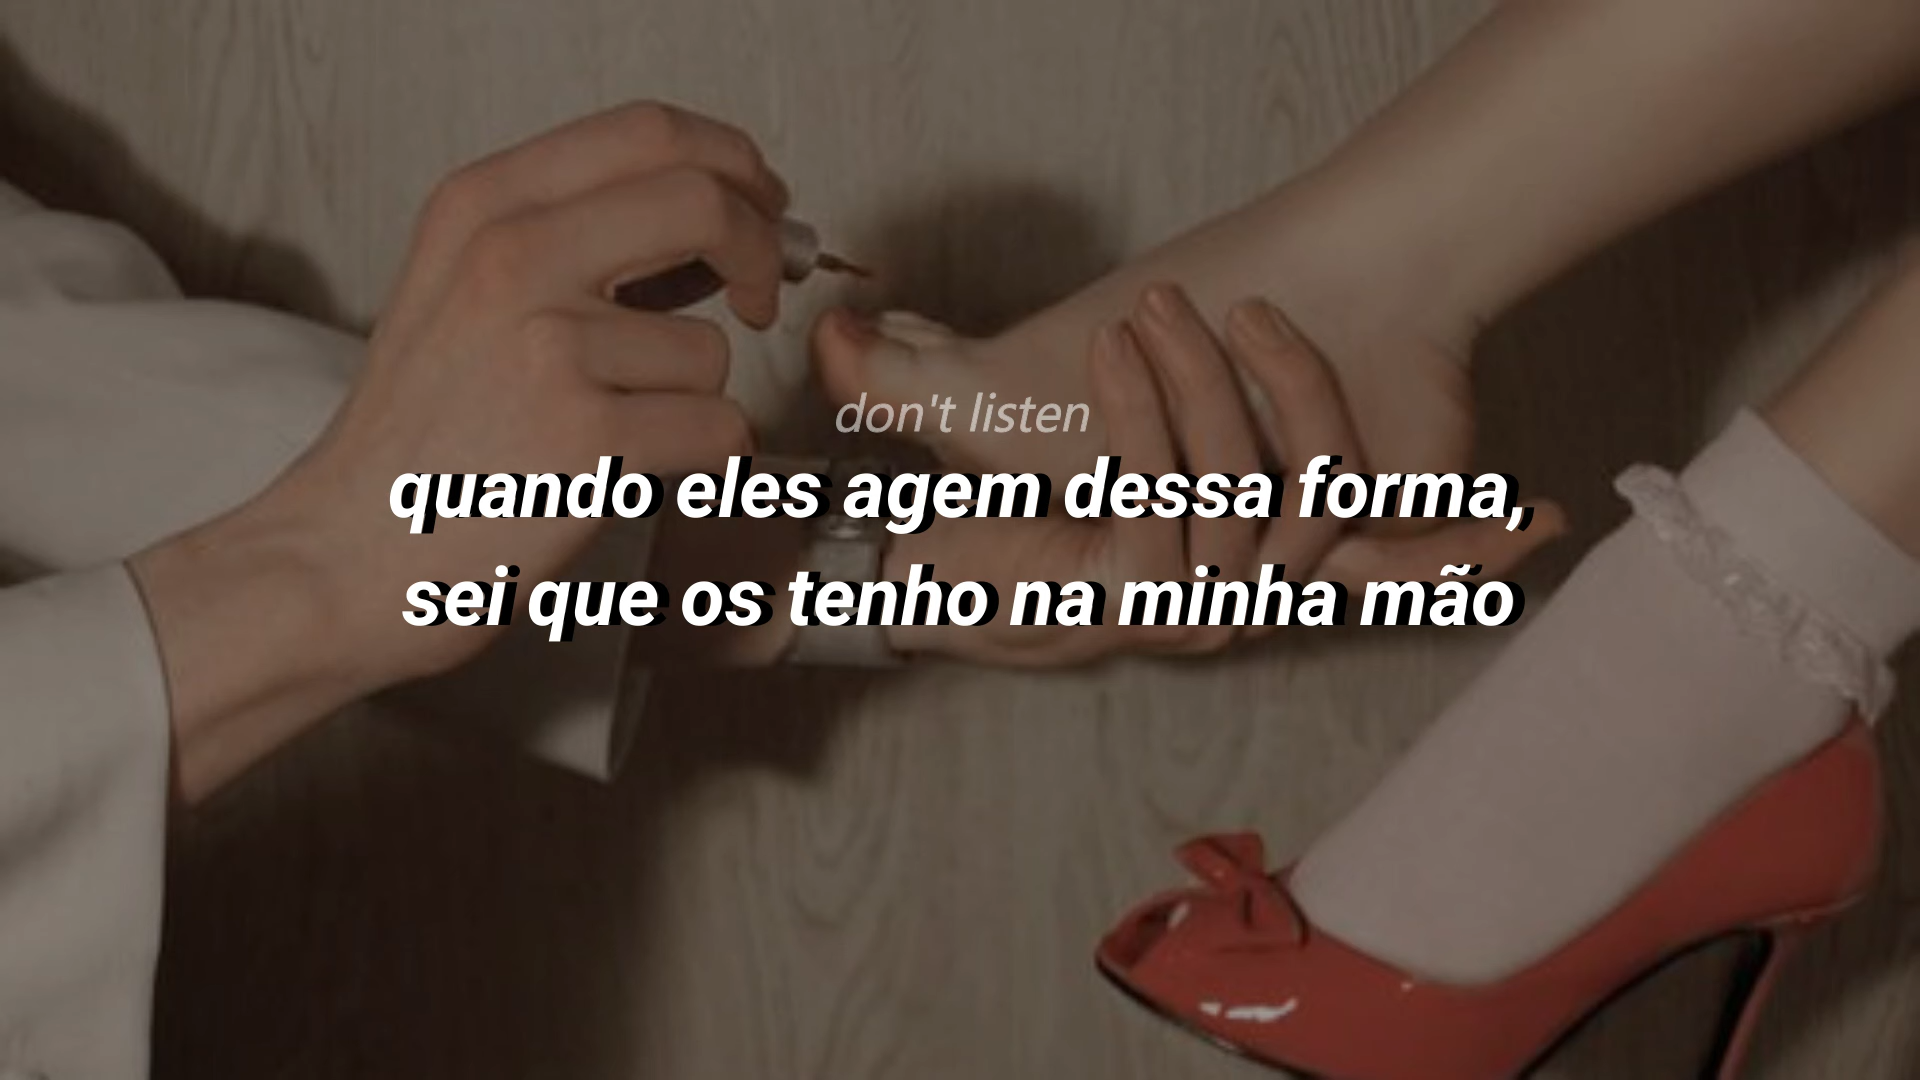 don't listen
quando eles agem dessa forma,
sei que os tenho na minha mão